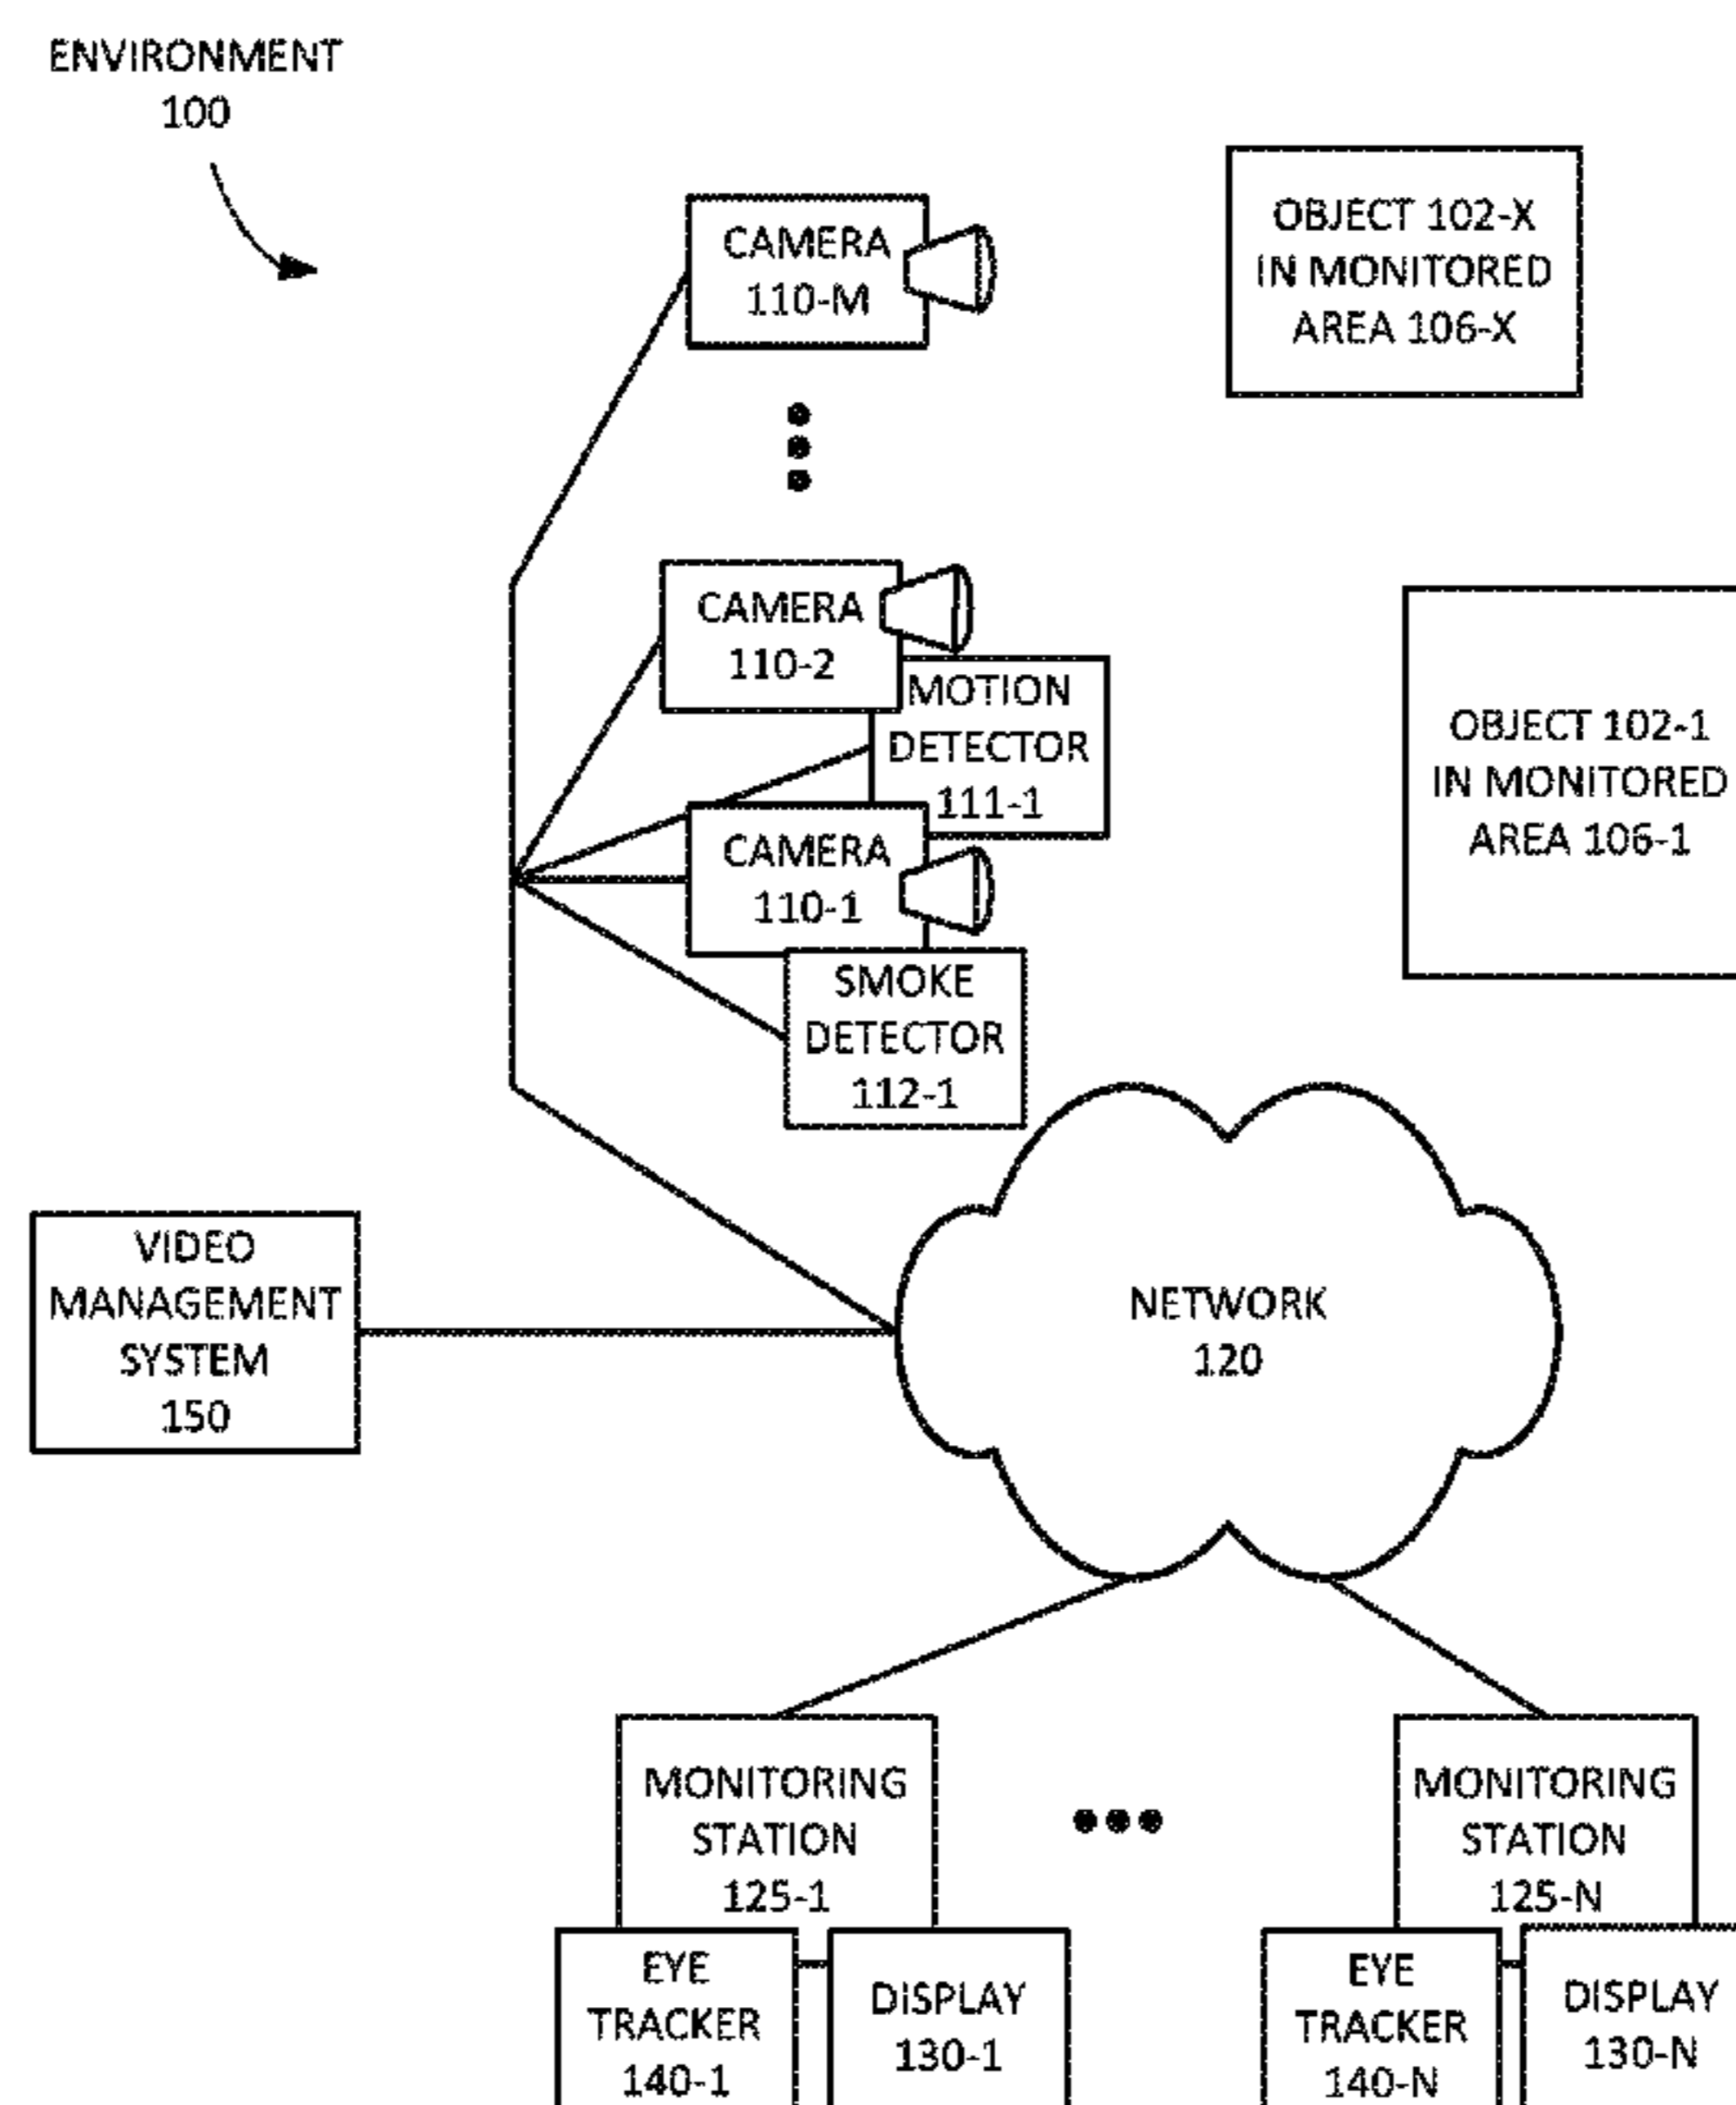 ENVIRONMENT
100
CAMERA
110-M
OBJECT 102-X
IN MONITORED
AREA 106-X
CAMERA
110-2
MOTION
DETECTOR
111-1
OBJECT 102-1
IN MONITORED
AREA 106-1
CAMERA
110-1
SMOKE
DETECTOR
112-1
VIDEO
MANAGEMENT
SYSTEM
150
NETWORK
120
MONITORING
STATION
125-1
MONITORING
STATION
125-N
EYE
TRACKER
140-1
DISPLAY
130-1
EYE
TRACKER
140-N
DISPLAY
130-N